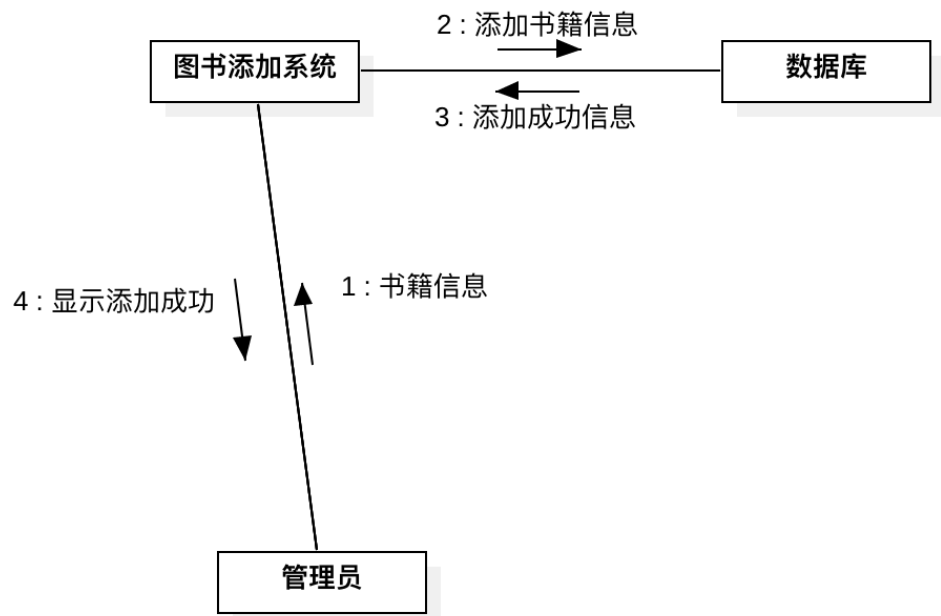 2 : 添加书籍信息
图书添加系统
数据库
3 : 添加成功信息
1 : 书籍信息
4 : 显示添加成功
管理员